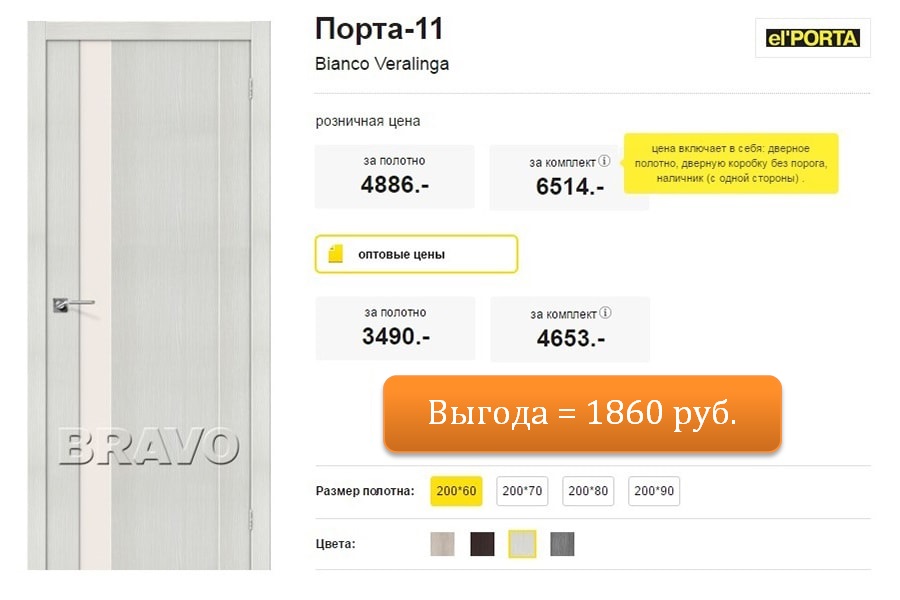 Порта-11
Bianco Veralinga
el'PORTA
розничная цена
за полотно
4886.-
за комплект
6514.-
цена включает в себя: дверное
полотно, дверную коробку без порога,
наличник (с одной стороны) .
оптовые цены
за полотно
3490.-
за комплект
4653.-
Выгода = 1860 руб.
BRAVO
Размер полотна: 200*60 200*70 200*80 200*90
Цвета: